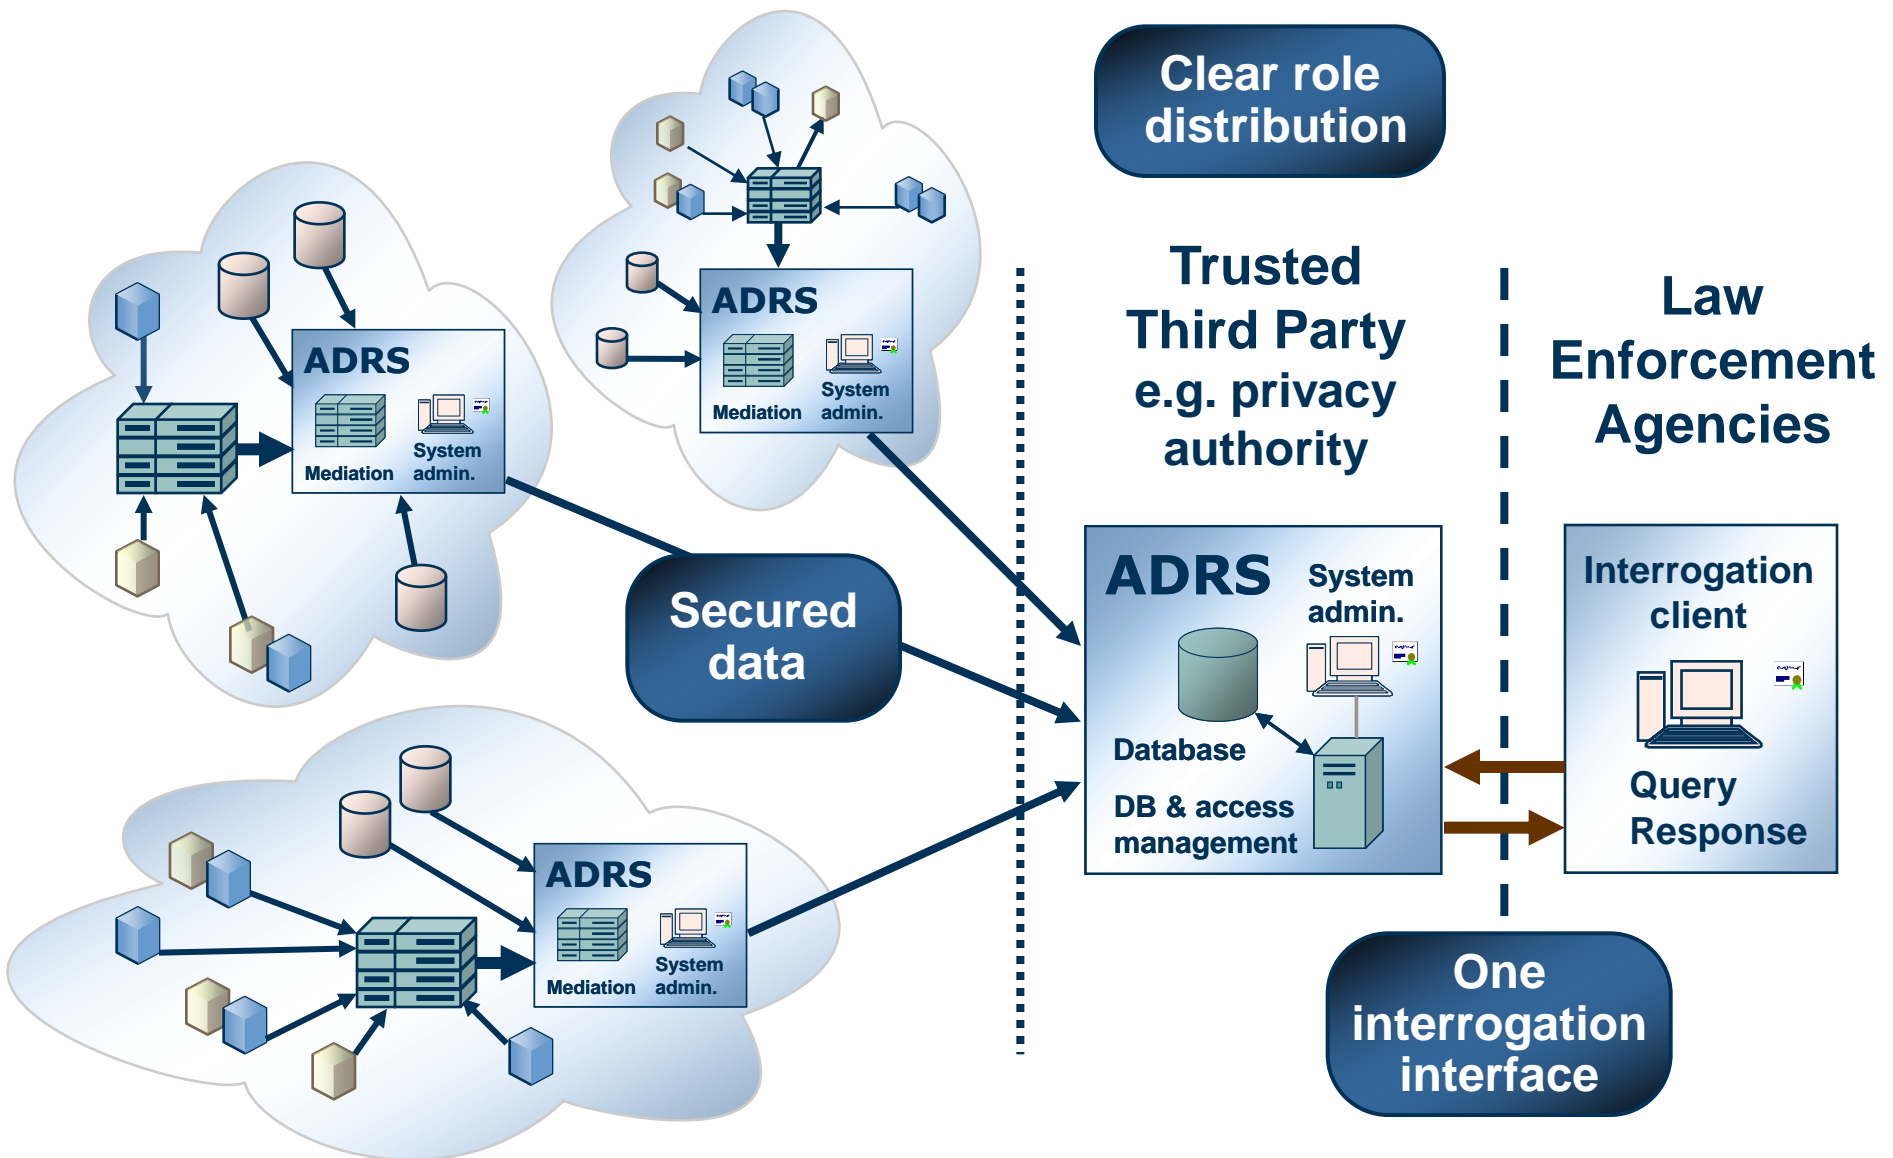 Clear role
distribution
Trusted
Third Party
e.g. privacy
authority
Law
Enforcement
Agencies
ADRS
Mediation
System
admin.
ADRS
Mediation
System
admin.
Secured
data
ADRS
Mediation
System
admin.
ADRS
System
admin.
Database
DB & access
management
Interrogation
client
Query
Response
One
interrogation
interface